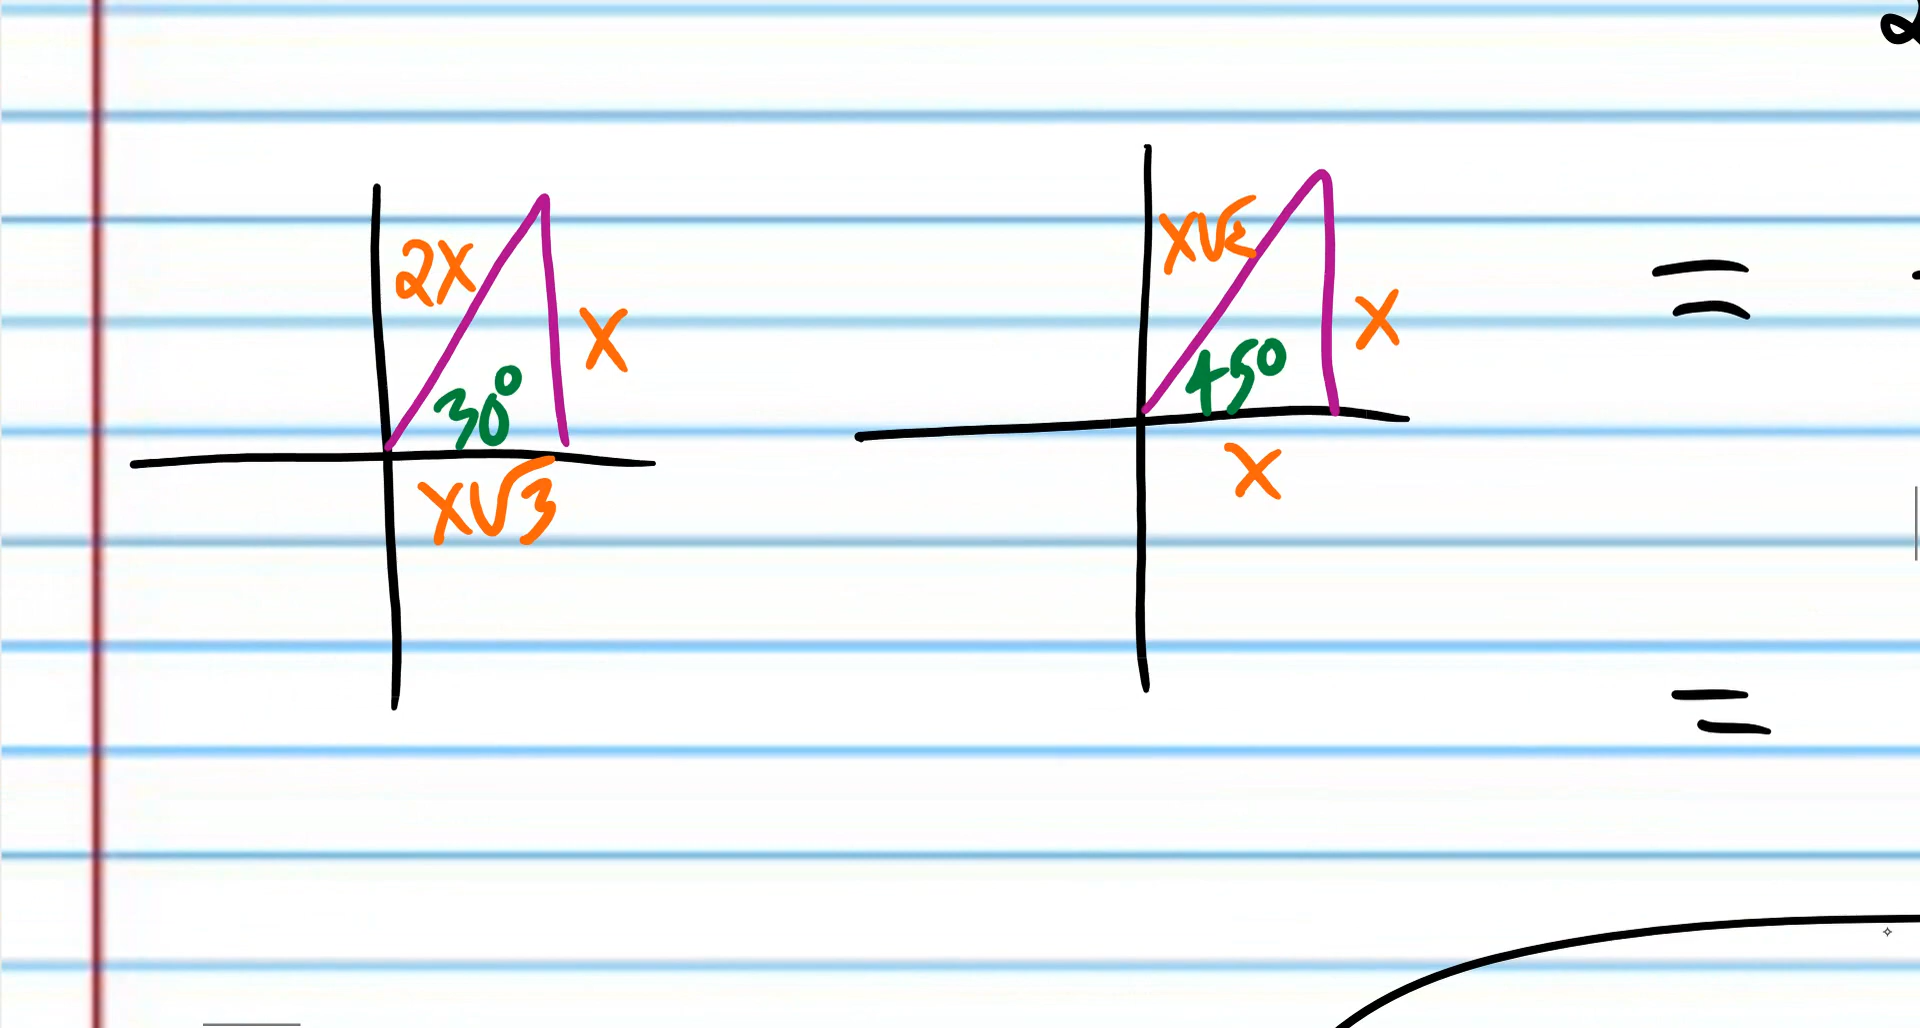 2x
x
30°
x√3
x√2
x
45°
x
=
=